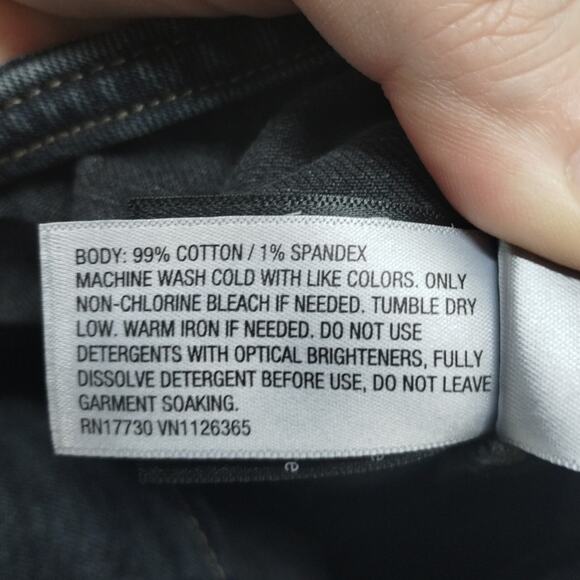 BODY: 99% COTTON / 1% SPANDEX
MACHINE WASH COLD WITH LIKE COLORS. ONLY
NON-CHLORINE BLEACH IF NEEDED. TUMBLE DRY
LOW. WARM IRON IF NEEDED. DO NOT USE
DETERGENTS WITH OPTICAL BRIGHTENERS, FULLY
DISSOLVE DETERGENT BEFORE USE, DO NOT LEAVE
GARMENT SOAKING.
RN17730 VN1126365
e